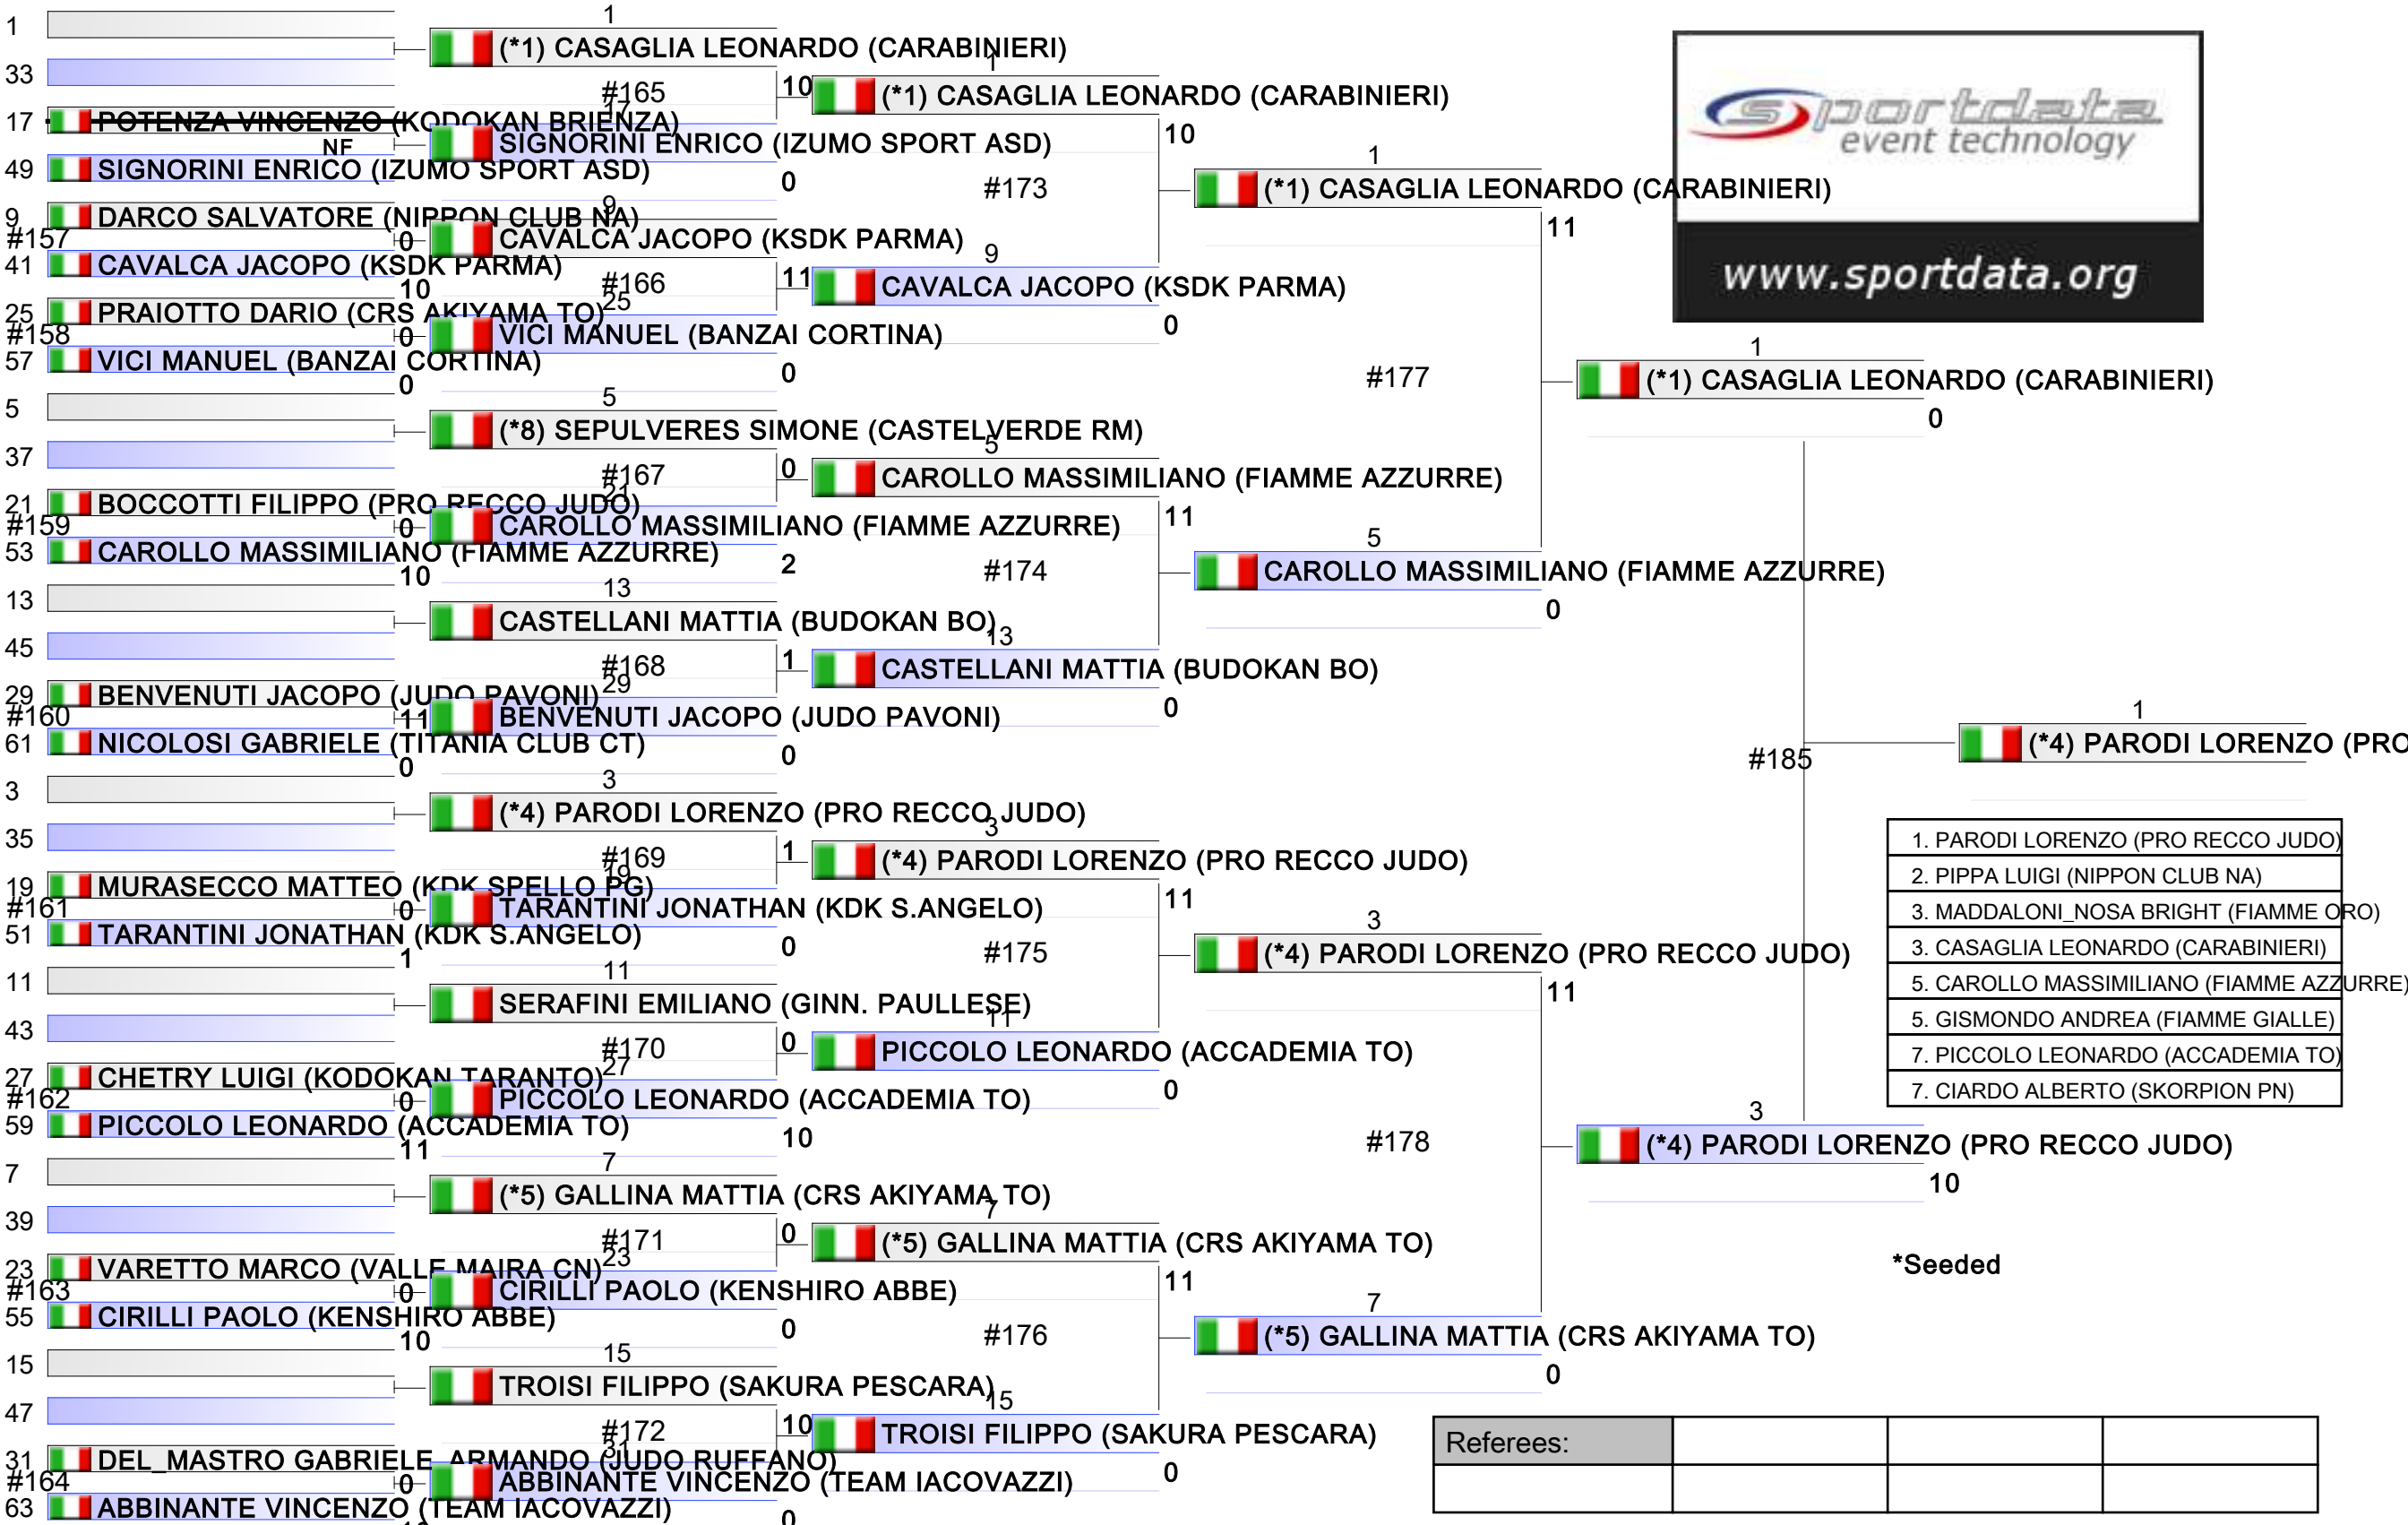 1
33
17 POTENZA VINCENZO (KODOKAN BRIENZA)
NF
49 SIGNORINI ENRICO (IZUMO SPORT ASD)
9 DARCO SALVATORE (NIPPON CLUB NA)
#157 0
41 CAVALCA JACOPO (KSDK PARMA)
10
25 PRAIOTTO DARIO (CRS AKIYAMA TO)
#158 0
57 VICI MANUEL (BANZAI CORTINA)
0
5
37
21 BOCCOTTI FILIPPO (PRO RECCO JUDO)
#159 0
53 CAROLLO MASSIMILIANO (FIAMME AZZURRE)
10
13
45
29 BENVENUTI JACOPO (JUDO PAVONI)
#160 11
61 NICOLOSI GABRIELE (TITANIA CLUB CT)
0
3
35
19 MURASECCO MATTEO (KDK SPELLO PG)
#161 0
51 TARANTINI JONATHAN (KDK S.ANGELO)
1
11
43
27 CHETRY LUIGI (KODOKAN TARANTO)
#162 0
59 PICCOLO LEONARDO (ACCADEMIA TO)
11
7
39
23 VARETTO MARCO (VALLE MAIRA CN)
#163 0
55 CIRILLI PAOLO (KENSHIRO ABBE)
10
15
47
31 DEL_MASTRO GABRIELE_ARMANDO (JUDO RUFFANO)
#164 0
63 ABBINANTE VINCENZO (TEAM IACOVAZZI)
1
(*1) CASAGLIA LEONARDO (CARABINIERI)
#165 10
17
SIGNORINI ENRICO (IZUMO SPORT ASD)
0
9
CAVALCA JACOPO (KSDK PARMA)
#166 11
25
VICI MANUEL (BANZAI CORTINA)
0
5
(*8) SEPULVERES SIMONE (CASTELVERDE RM)
#167 0
21
CAROLLO MASSIMILIANO (FIAMME AZZURRE)
2
13
CASTELLANI MATTIA (BUDOKAN BO)
#168 1
29
BENVENUTI JACOPO (JUDO PAVONI)
0
3
(*4) PARODI LORENZO (PRO RECCO JUDO)
#169 1
19
TARANTINI JONATHAN (KDK S.ANGELO)
0
11
SERAFINI EMILIANO (GINN. PAULLESE)
#170 0
27
PICCOLO LEONARDO (ACCADEMIA TO)
10
7
(*5) GALLINA MATTIA (CRS AKIYAMA TO)
#171 0
23
CIRILLI PAOLO (KENSHIRO ABBE)
0
15
TROISI FILIPPO (SAKURA PESCARA)
#172 10
31
ABBINANTE VINCENZO (TEAM IACOVAZZI)
0
1
(*1) CASAGLIA LEONARDO (CARABINIERI)
10
#173
9
CAVALCA JACOPO (KSDK PARMA)
0
5
CAROLLO MASSIMILIANO (FIAMME AZZURRE)
11
#174
13
CASTELLANI MATTIA (BUDOKAN BO)
0
3
(*4) PARODI LORENZO (PRO RECCO JUDO)
11
#175
11
PICCOLO LEONARDO (ACCADEMIA TO)
0
7
(*5) GALLINA MATTIA (CRS AKIYAMA TO)
11
#176
15
TROISI FILIPPO (SAKURA PESCARA)
0
1
(*1) CASAGLIA LEONARDO (CARABINIERI)
11
#177
5
CAROLLO MASSIMILIANO (FIAMME AZZURRE)
0
3
(*4) PARODI LORENZO (PRO RECCO JUDO)
11
#178
7
(*5) GALLINA MATTIA (CRS AKIYAMA TO)
0
1
(*1) CASAGLIA LEONARDO (CARABINIERI)
0
#185
3
(*4) PARODI LORENZO (PRO RECCO JUDO)
10
1
(*4) PARODI LORENZO (PRO
sportdata
event technology
www.sportdata.org
1. PARODI LORENZO (PRO RECCO JUDO)
2. PIPPA LUIGI (NIPPON CLUB NA)
3. MADDALONI_NOSA BRIGHT (FIAMME ORO)
3. CASAGLIA LEONARDO (CARABINIERI)
5. CAROLLO MASSIMILIANO (FIAMME AZZURRE)
5. GISMONDO ANDREA (FIAMME GIALLE)
7. PICCOLO LEONARDO (ACCADEMIA TO)
7. CIARDO ALBERTO (SKORPION PN)
*Seeded
Referees: